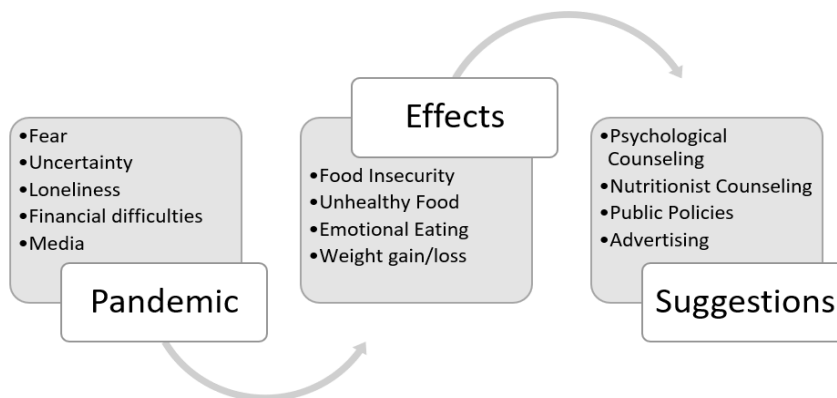 •Fear
•Uncertainty
•Loneliness
•Financial difficulties
•Media
Pandemic
Effects
•Food Insecurity
•Unhealthy Food
•Emotional Eating
•Weight gain/loss
•Psychological
Counseling
•Nutritionist Counseling
•Public Policies
•Advertising
Suggestions